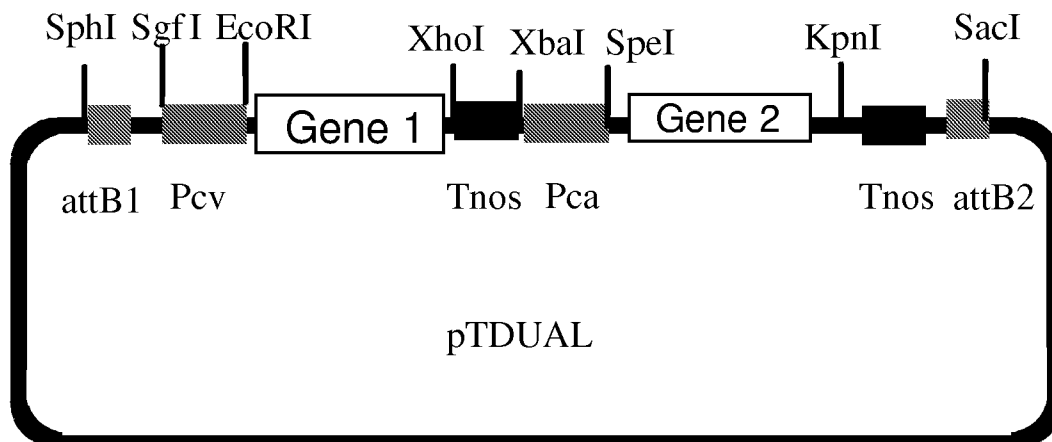 SphI SgfI EcoRI XhoI XbaI SpeI KpnI SacI
Gene 1 Gene 2
attB1 Pcv Tnos Pca Tnos attB2
pTDUAL